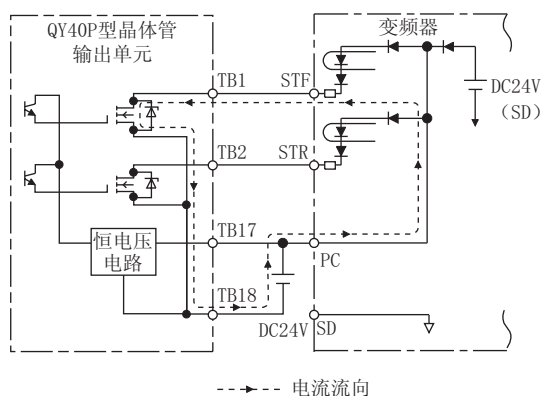 QY40P型晶体管
输出单元
变频器
TB1
STF
DC24V
(SD)
TB2
STR
恒电压
电路
TB17
PC
TB18
DC24V
SD
电流流向